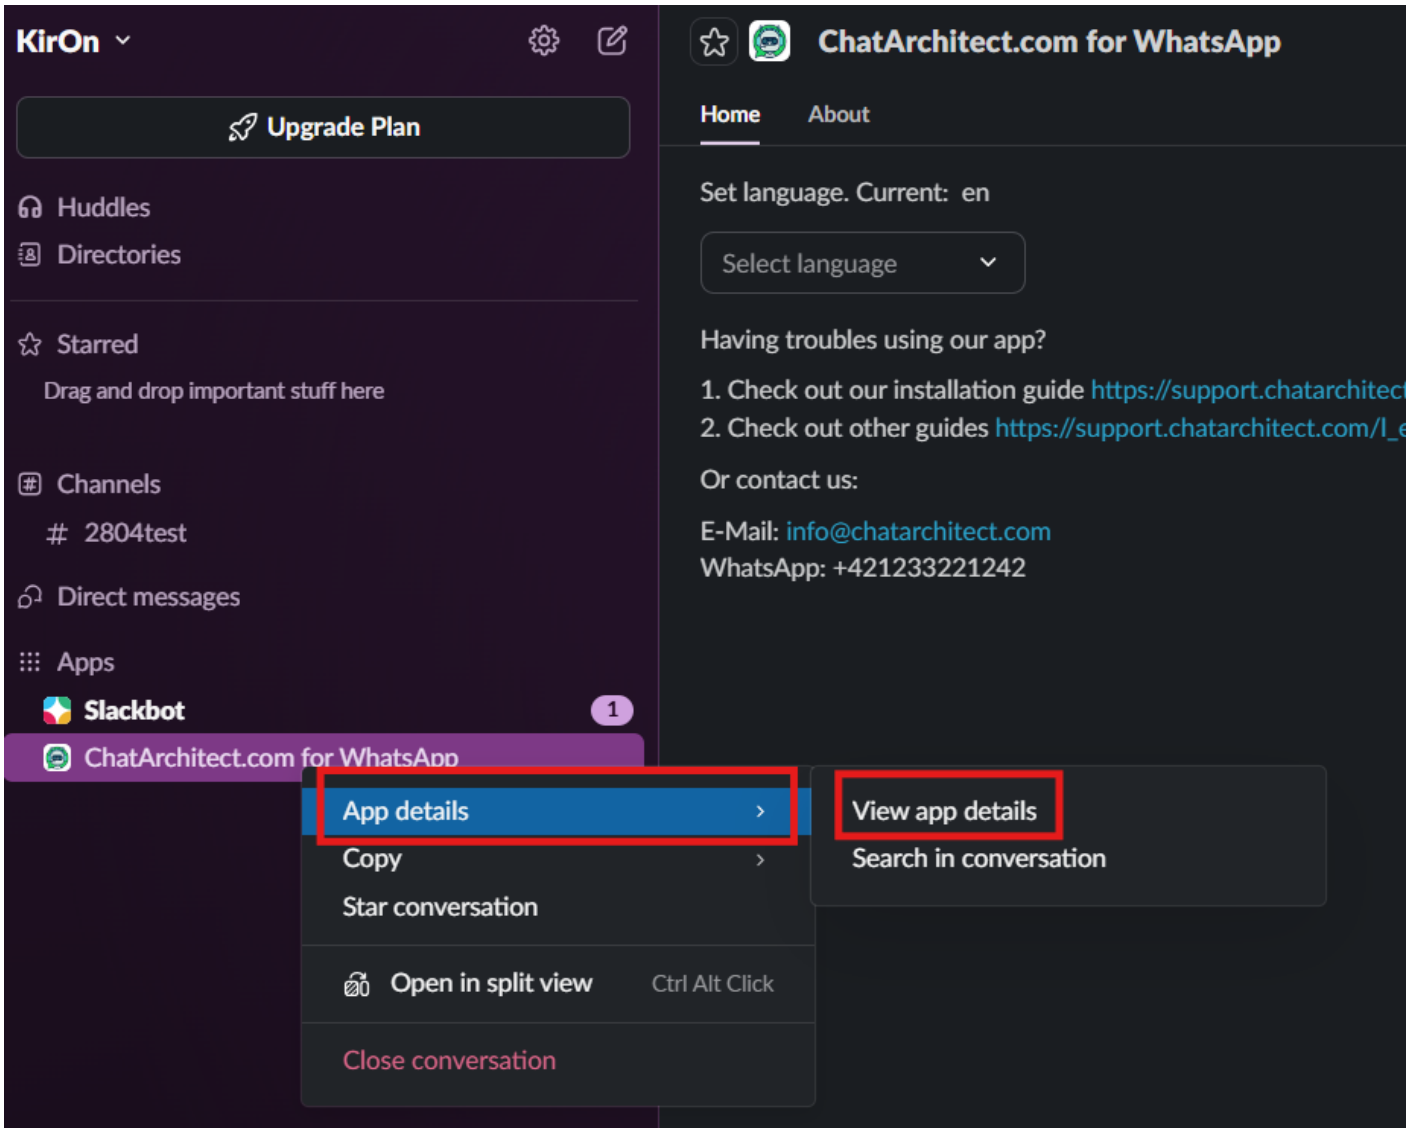 KirOn
Upgrade Plan
Huddles
Directories
Starred
Drag and drop important stuff here
Channels
# 2804test
Direct messages
Apps
Slackbot 1
ChatArchitect.com for WhatsApp
ChatArchitect.com for WhatsApp
Home About
Set language. Current: en
Select language
Having troubles using our app?
1. Check out our installation guide https://support.chatarchitect
2. Check out other guides https://support.chatarchitect.com/l_e
Or contact us:
E-Mail: info@chatarchitect.com
WhatsApp: +421233221242
App details
Copy
Star conversation
Open in split view Ctrl Alt Click
Close conversation
View app details
Search in conversation